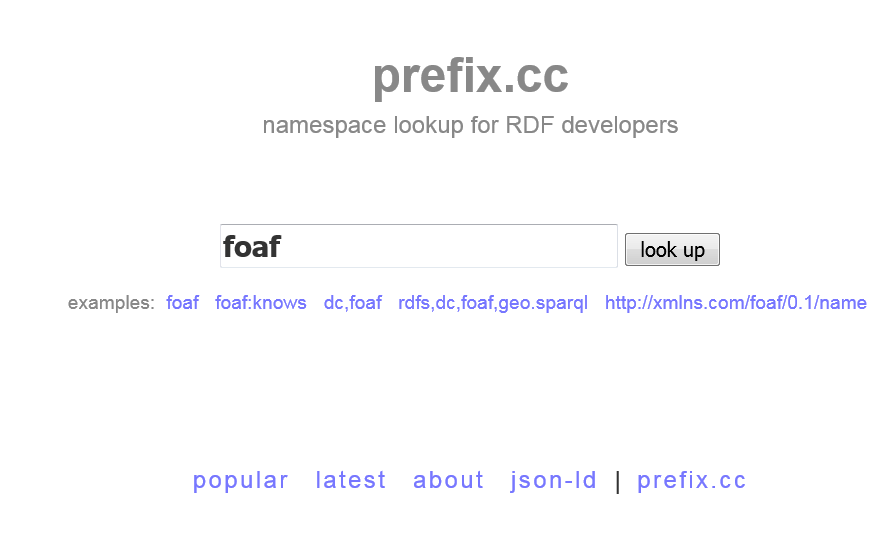 prefix.cc
namespace lookup for RDF developers
foaf look up
examples: foaf foaf:knows dc,foaf rdfs,dc,foaf,geo.sparql http://xmlns.com/foaf/0.1/name
popular latest about json-ld | prefix.cc